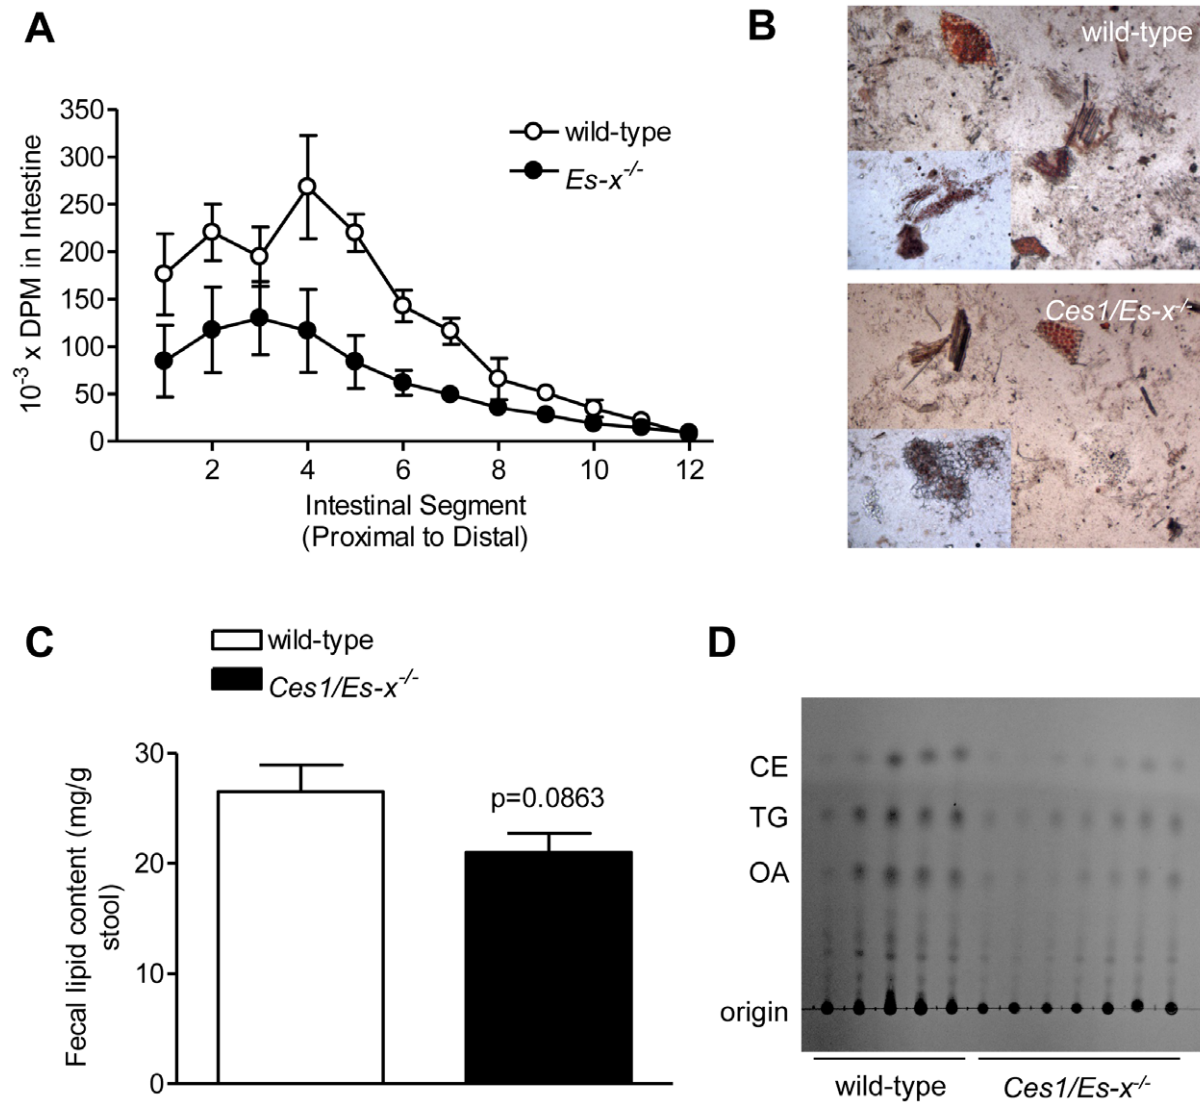 A
350
300
250
200
150
100
50
0
10-3 x DPM in Intestine
2 4 6 8 10 12
Intestinal Segment
(Proximal to Distal)
wild-type
Es-x-/-
B
wild-type
Ces1/Es-x-/-
C
wild-type
Ces1/Es-x-/-
30
20
10
0
Fecal lipid content (mg/g
stool)
p=0.0863
D
CE
TG
OA
origin
wild-type
Ces1/Es-x-/-